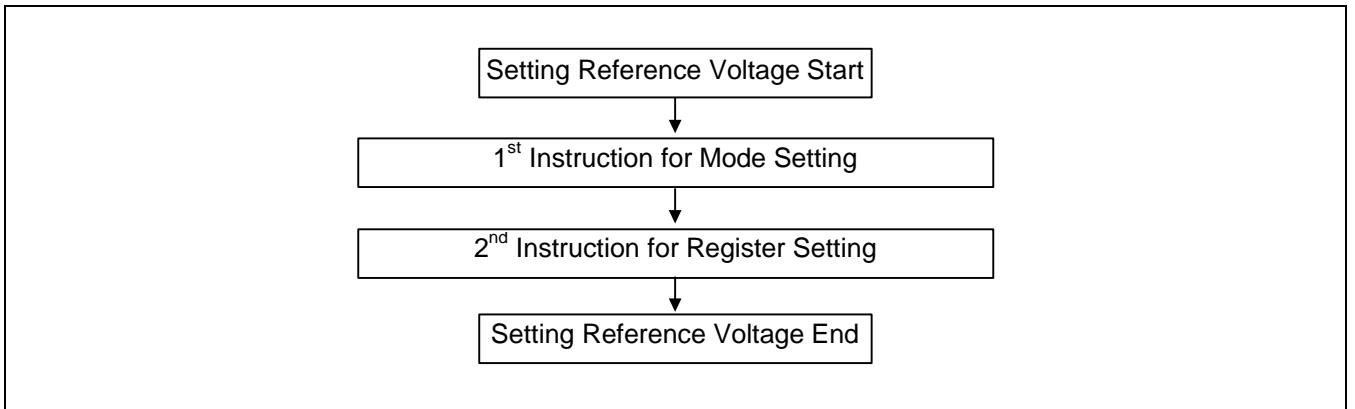 Setting Reference Voltage Start
1st Instruction for Mode Setting
2nd Instruction for Register Setting
Setting Reference Voltage End